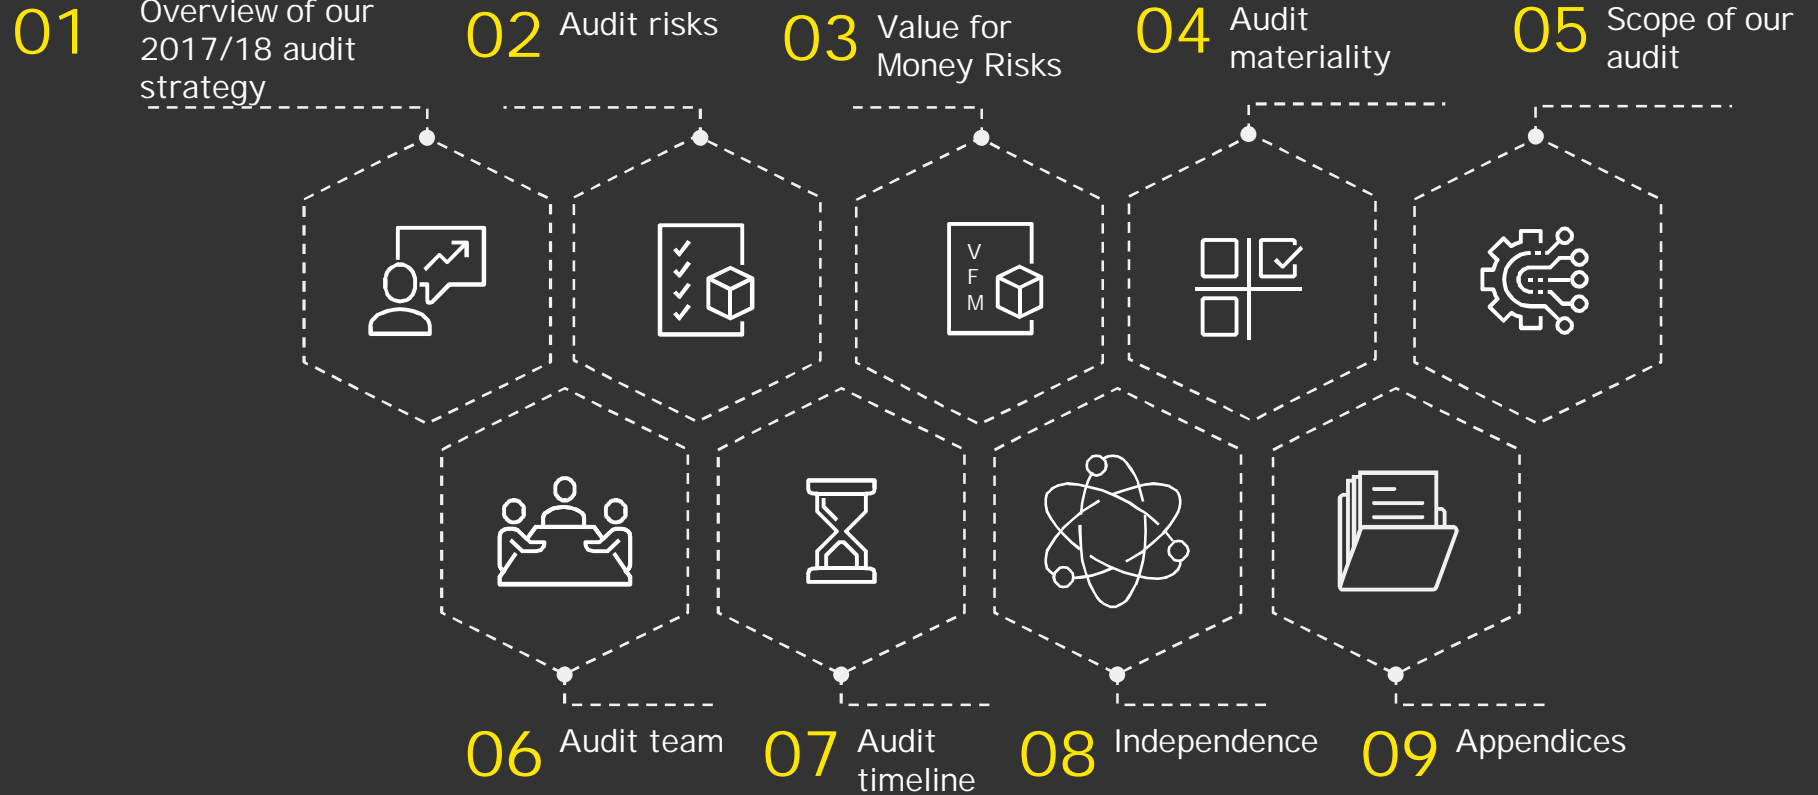 01 Overview of our
2017/18 audit
strategy
02 Audit risks
03 Value for
Money Risks
04 Audit
materiality
05 Scope of our
audit
V
F
M
06 Audit team
07 Audit
timeline
08 Independence
09 Appendices